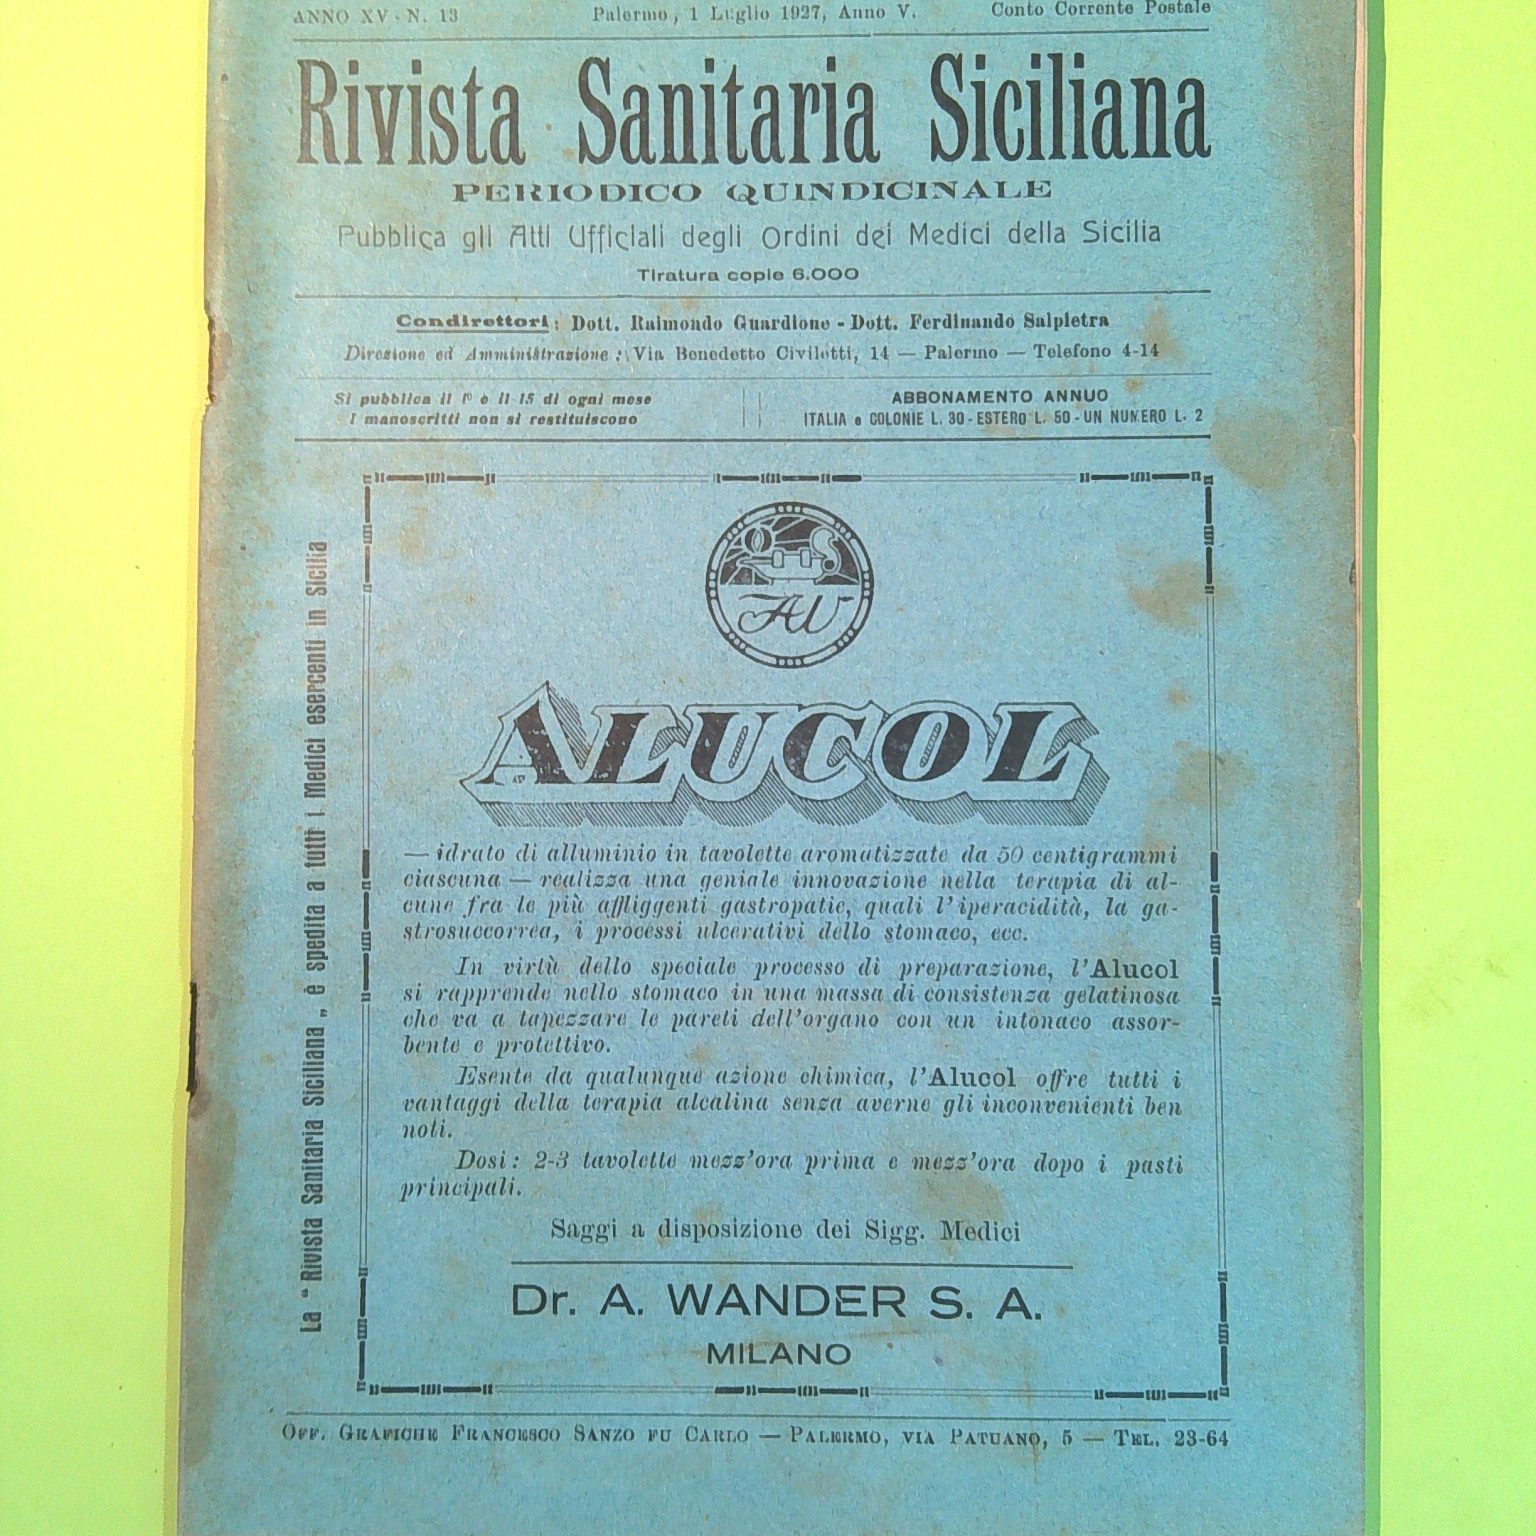 ANNO XV - N. 13 Palermo, 1 Luglio 1927, Anno V. Conto Corrente Postale
Rivista Sanitaria Siciliana
PERIODICO QUINDICINALE
Pubblica gli Atti Ufficiali degli Ordini dei Medici della Sicilia
Tiratura copie 6.000
Condirettori: Dott. Raimondo Guardione - Dott. Ferdinando Salpietra
Direzione ed Amministrazione: Via Benedetto Civiletti, 14 — Palermo — Telefono 4-14
Si pubblica il 1º e il 15 di ogni mese
I manoscritti non si restituiscono
ABBONAMENTO ANNUO
ITALIA e COLONIE L. 30 - ESTERO L. 50 - UN NUMERO L. 2
La " Rivista Sanitaria Siciliana „ è spedita a tutti i Medici esercenti in Sicilia
AW
ALUCOL
— idrato di alluminio in tavolette aromatizzate da 50 centigrammi
ciascuna — realizza una geniale innovazione nella terapia di al-
cune fra le più affliggenti gastropatie, quali l'iperacidità, la ga-
strosuccorrea, i processi ulcerativi dello stomaco, ecc.
In virtù dello speciale processo di preparazione, l'Alucol
si rapprende nello stomaco in una massa di consistenza gelatinosa
che va a tapezzare le pareti dell'organo con un intonaco assor-
bente e protettivo.
Esente da qualunque azione chimica, l'Alucol offre tutti i
vantaggi della terapia alcalina senza averne gli inconvenienti ben
noti.
Dosi: 2-3 tavolette mezz'ora prima e mezz'ora dopo i pasti
principali.
Saggi a disposizione dei Sigg. Medici
Dr. A. WANDER S. A.
MILANO
OFF. GRAFICHE FRANCESCO SANZO FU CARLO — PALERMO, VIA PATUANO, 5 — TEL. 23-64